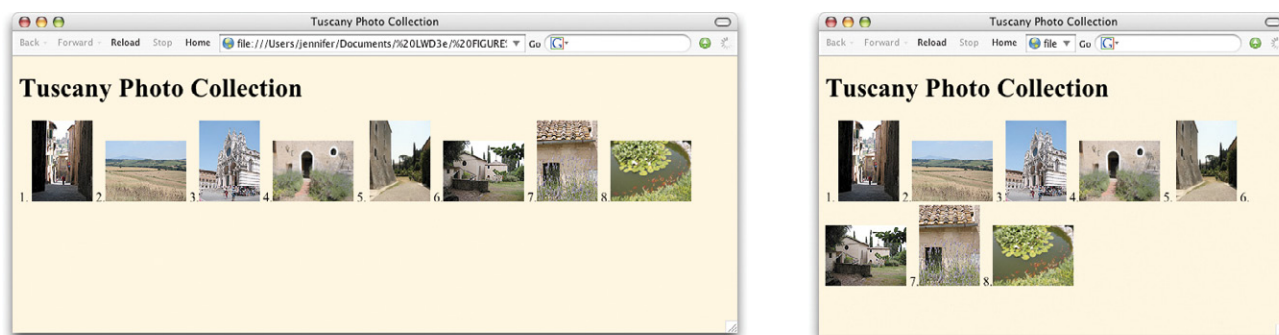 Tuscany Photo Collection
Back Forward Reload Stop Home file:///Users/jennifer/Documents/%20LWD3e/%20FIGURE: Go G
Tuscany Photo Collection
1. 2. 3. 4. 5. 6. 7. 8.
Tuscany Photo Collection
Back Forward Reload Stop Home file Go G
Tuscany Photo Collection
1. 2. 3. 4. 5. 6.
7. 8.